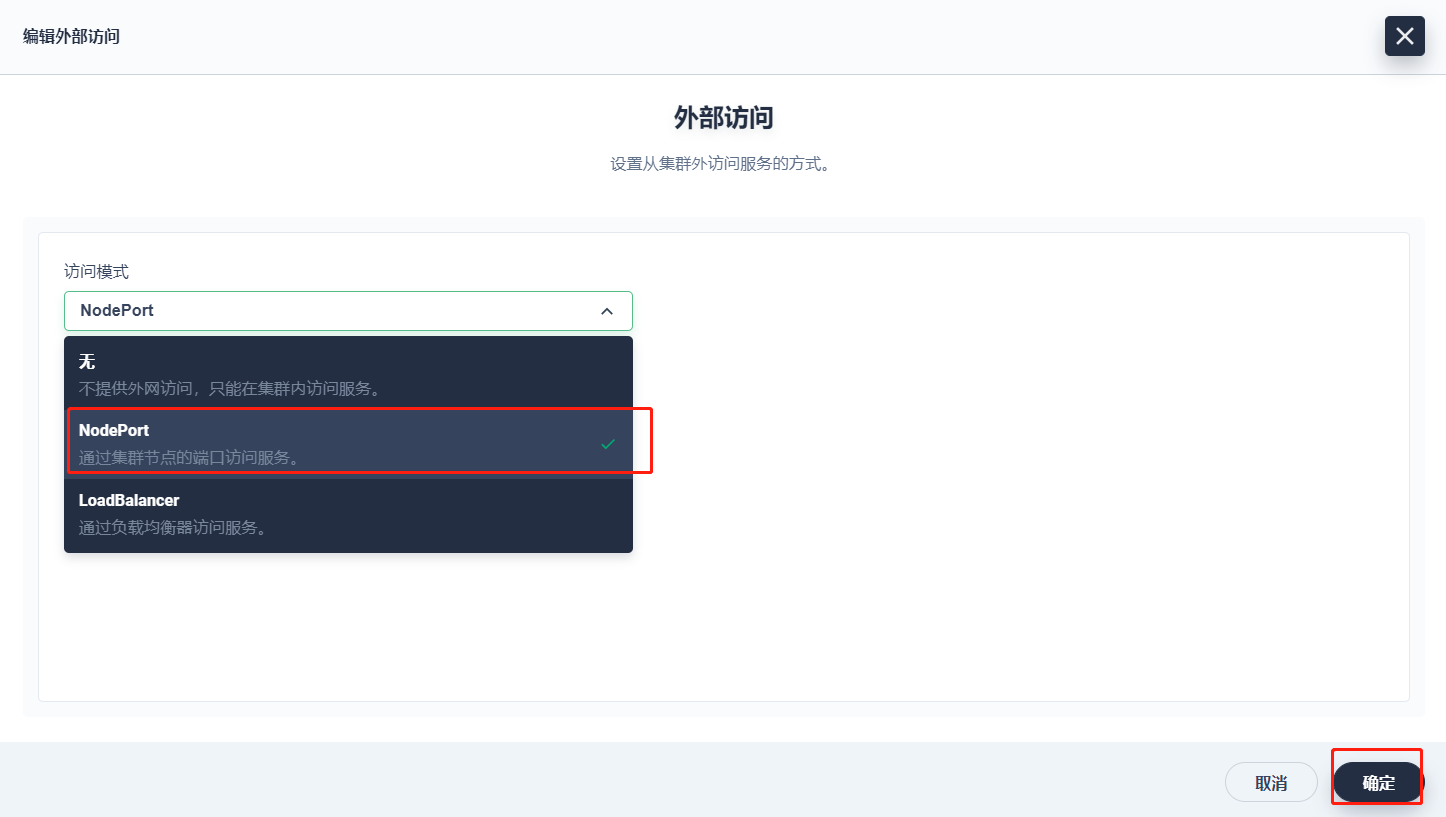 编辑外部访问
外部访问
设置从集群外访问服务的方式。
访问模式
NodePort
无
不提供外网访问，只能在集群内访问服务。
NodePort
通过集群节点的端口访问服务。
LoadBalancer
通过负载均衡器访问服务。
取消
确定